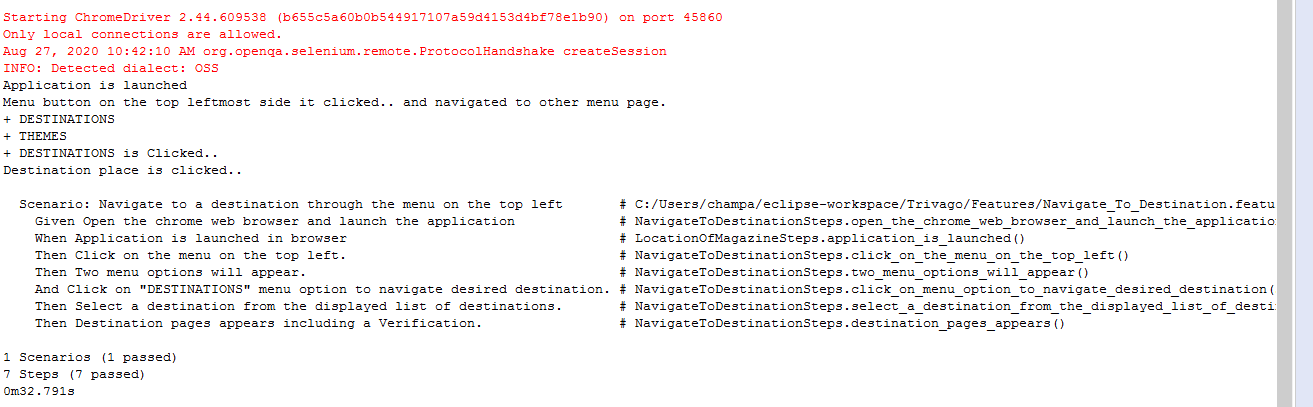 Starting ChromeDriver 2.44.609538 (b655c5a60b0b544917107a59d4153d4bf78e1b90) on port 45860
Only local connections are allowed.
Aug 27, 2020 10:42:10 AM org.openqa.selenium.remote.ProtocolHandshake createSession
INFO: Detected dialect: OSS
Application is launched
Menu button on the top leftmost side it clicked.. and navigated to other menu page.
+ DESTINATIONS
+ THEMES
+ DESTINATIONS is Clicked..
Destination place is clicked..
Scenario: Navigate to a destination through the menu on the top left # C:/Users/champa/eclipse-workspace/Trivago/Features/Navigate_To_Destination.featu
Given Open the chrome web browser and launch the application # NavigateToDestinationSteps.open_the_chrome_web_browser_and_launch_the_applicatio
When Application is launched in browser # LocationOfMagazineSteps.application_is_launched()
Then Click on the menu on the top left. # NavigateToDestinationSteps.click_on_the_menu_on_the_top_left()
Then Two menu options will appear. # NavigateToDestinationSteps.two_menu_options_will_appear()
And Click on "DESTINATIONS" menu option to navigate desired destination. # NavigateToDestinationSteps.click_on_menu_option_to_navigate_desired_destination(
Then Select a destination from the displayed list of destinations. # NavigateToDestinationSteps.select_a_destination_from_the_displayed_list_of_desti
Then Destination pages appears including a Verification. # NavigateToDestinationSteps.destination_pages_appears()
1 Scenarios (1 passed)
7 Steps (7 passed)
0m32.791s